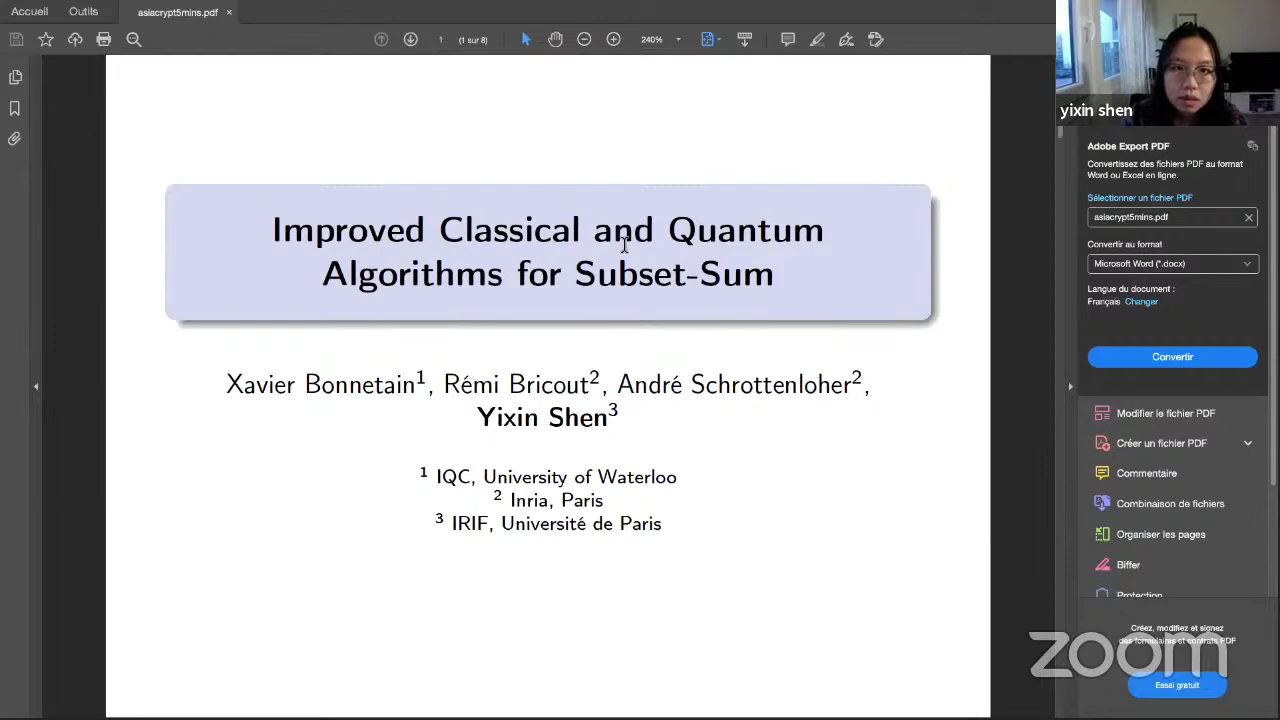 Accueil
Outils
asiacrypt5mins.pdf ×
1
(1 sur 8)
240%
Improved Classical and Quantum
Algorithms for Subset-Sum
Xavier Bonnetain¹, Rémi Bricout², André Schrottenloher²,
Yixin Shen³
¹ IQC, University of Waterloo
² Inria, Paris
³ IRIF, Université de Paris
yixin shen
Adobe Export PDF
Convertissez des fichiers PDF au format
Word ou Excel en ligne.
Sélectionner un fichier PDF
asiacrypt5mins.pdf
Convertir au format
Microsoft Word (*.docx)
Langue du document :
Français Changer
Convertir
Modifier le fichier PDF
Créer un fichier PDF
Commentaire
Combinaison de fichiers
Organiser les pages
Biffer
Protection
Créez, modifiez et signez
des formulaires et contrats PDF
zoom
Essai gratuit